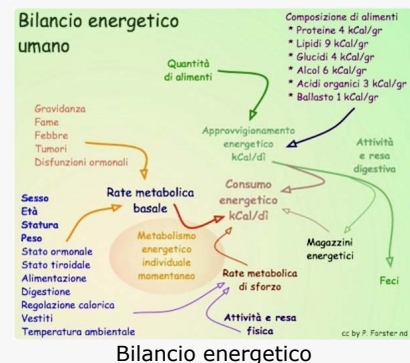 Bilancio energetico
umano
Composizione di alimenti
* Proteine 4 kCal/gr
* Lipidi 9 kCal/gr
* Glucidi 4 kCal/gr
* Alcol 6 kCal/gr
* Acidi organici 3 kCal/gr
* Ballasto 1 kCal/gr
Quantità
di alimenti
Gravidanza
Fame
Febbre
Tumori
Disfunzioni ormonali
Approvvigionamento
energetico
kCal/dì
Attività
e resa
digestiva
Sesso
Età
Statura
Peso
Stato ormonale
Stato tiroidale
Alimentazione
Digestione
Regolazione calorica
Vestiti
Temperatura ambientale
Rate metabolica
basale
Consumo
energetico
kCal/dì
Metabolismo
energetico
individuale
momentaneo
Magazzini
energetici
Rate metabolica
di sforzo
Feci
Attività e resa
fisica
cc by P. Forster nd
Bilancio energetico